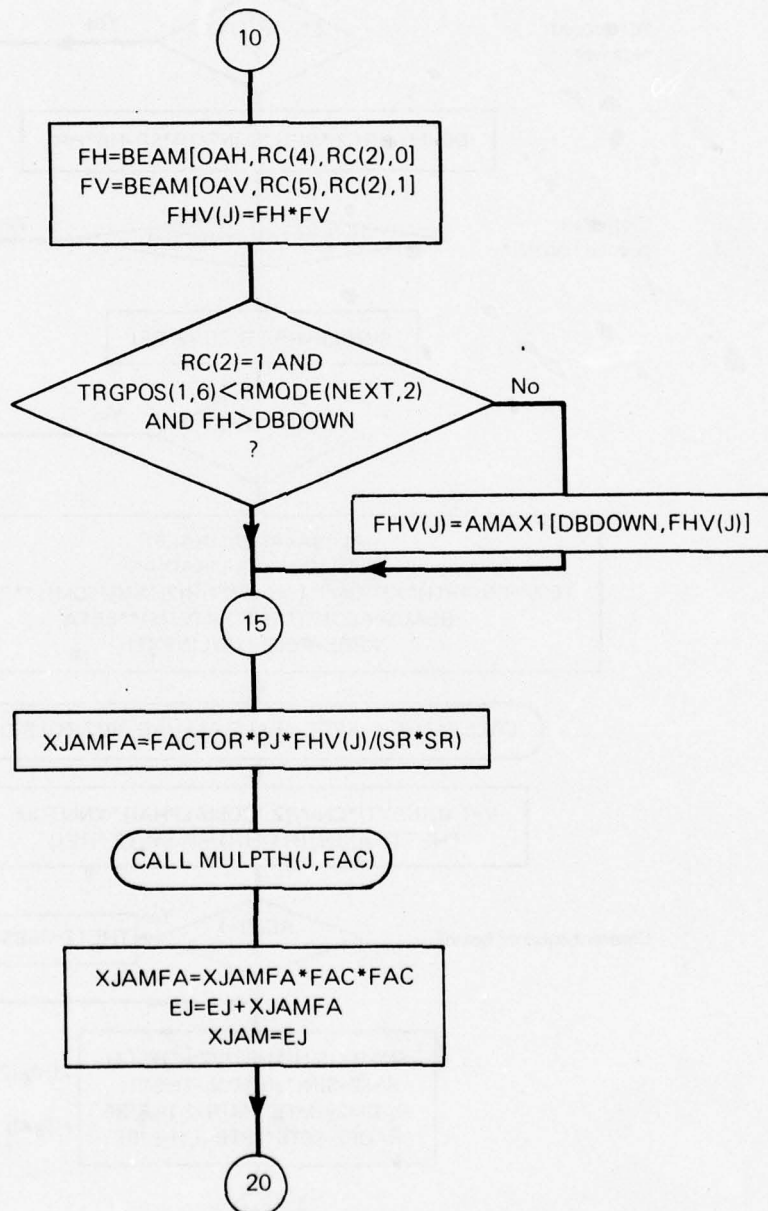 10
FH=BEAM[OAH,RC(4),RC(2),0]
FV=BEAM[OAV,RC(5),RC(2),1]
FHV(J)=FH*FV
RC(2)=1 AND
TRGPOS(1,6)<RMODE(NEXT,2)
AND FH>DBDOWN
?
No
FHV(J)=AMAX1[DBDOWN,FHV(J)]
15
XJAMFA=FACTOR*PJ*FHV(J)/(SR*SR)
CALL MULPTH(J,FAC)
XJAMFA=XJAMFA*FAC*FAC
EJ=EJ+XJAMFA
XJAM=EJ
20